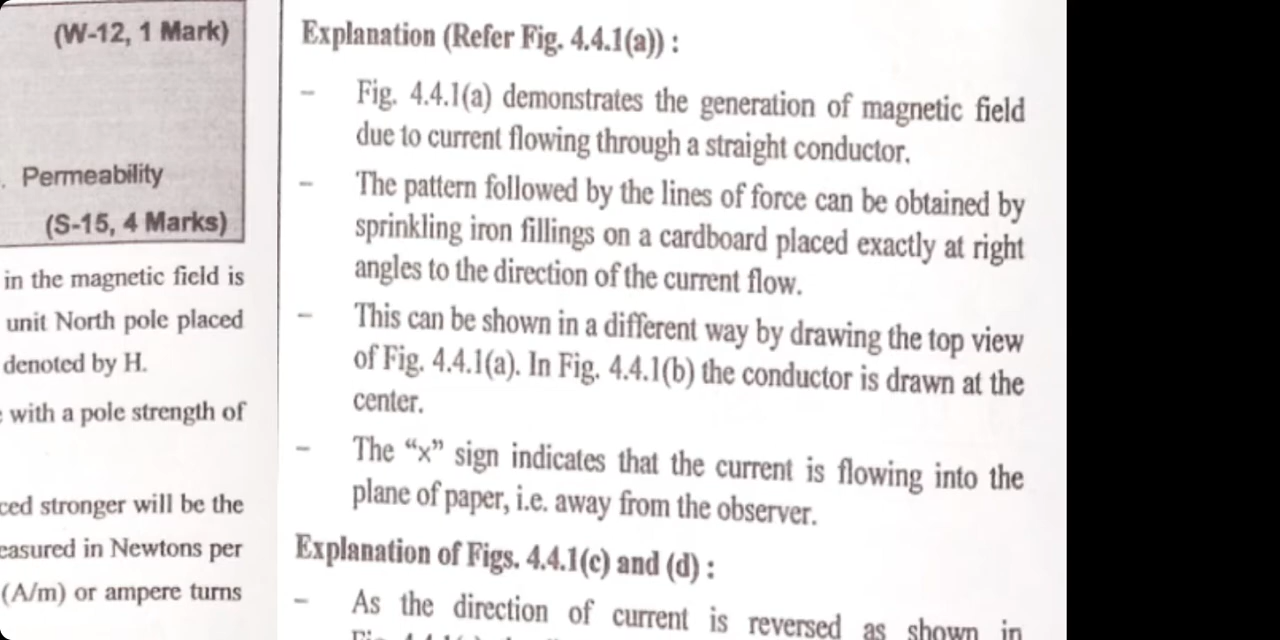 (W-12, 1 Mark)
. Permeability
(S-15, 4 Marks)
in the magnetic field is
unit North pole placed
denoted by H.
with a pole strength of
ced stronger will be the
easured in Newtons per
(A/m) or ampere turns
Explanation (Refer Fig. 4.4.1(a)) :
– Fig. 4.4.1(a) demonstrates the generation of magnetic field
due to current flowing through a straight conductor.
– The pattern followed by the lines of force can be obtained by
sprinkling iron fillings on a cardboard placed exactly at right
angles to the direction of the current flow.
– This can be shown in a different way by drawing the top view
of Fig. 4.4.1(a). In Fig. 4.4.1(b) the conductor is drawn at the
center.
– The “x” sign indicates that the current is flowing into the
plane of paper, i.e. away from the observer.
Explanation of Figs. 4.4.1(c) and (d) :
– As the direction of current is reversed as shown in